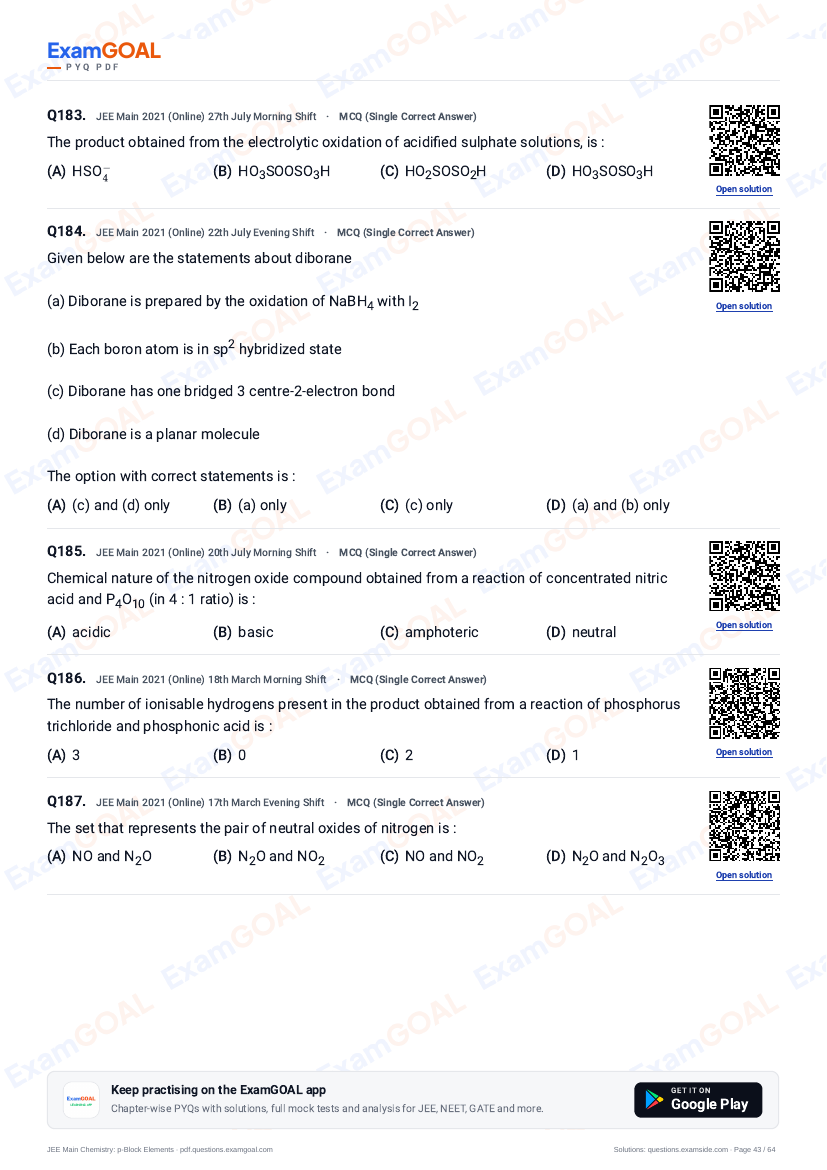 ExamGOAL
PYQ PDF
Q183. JEE Main 2021 (Online) 27th July Morning Shift · MCQ (Single Correct Answer)
The product obtained from the electrolytic oxidation of acidified sulphate solutions, is :
(A) HSO₄⁻ (B) HO₃SOOSO₃H (C) HO₂SOSO₂H (D) HO₃SOSO₃H
Open solution
Q184. JEE Main 2021 (Online) 22th July Evening Shift · MCQ (Single Correct Answer)
Given below are the statements about diborane
(a) Diborane is prepared by the oxidation of NaBH₄ with I₂
Open solution
(b) Each boron atom is in sp² hybridized state
(c) Diborane has one bridged 3 centre-2-electron bond
(d) Diborane is a planar molecule
The option with correct statements is :
(A) (c) and (d) only (B) (a) only (C) (c) only (D) (a) and (b) only
Q185. JEE Main 2021 (Online) 20th July Morning Shift · MCQ (Single Correct Answer)
Chemical nature of the nitrogen oxide compound obtained from a reaction of concentrated nitric
acid and P₄O₁₀ (in 4 : 1 ratio) is :
(A) acidic (B) basic (C) amphoteric (D) neutral
Open solution
Q186. JEE Main 2021 (Online) 18th March Morning Shift · MCQ (Single Correct Answer)
The number of ionisable hydrogens present in the product obtained from a reaction of phosphorus
trichloride and phosphonic acid is :
(A) 3 (B) 0 (C) 2 (D) 1
Open solution
Q187. JEE Main 2021 (Online) 17th March Evening Shift · MCQ (Single Correct Answer)
The set that represents the pair of neutral oxides of nitrogen is :
(A) NO and N₂O (B) N₂O and NO₂ (C) NO and NO₂ (D) N₂O and N₂O₃
Open solution
ExamGOAL
Keep practising on the ExamGOAL app
Chapter-wise PYQs with solutions, full mock tests and analysis for JEE, NEET, GATE and more.
GET IT ON
Google Play
JEE Main Chemistry: p-Block Elements · pdf.questions.examgoal.com
Solutions: questions.examside.com · Page 43 / 64